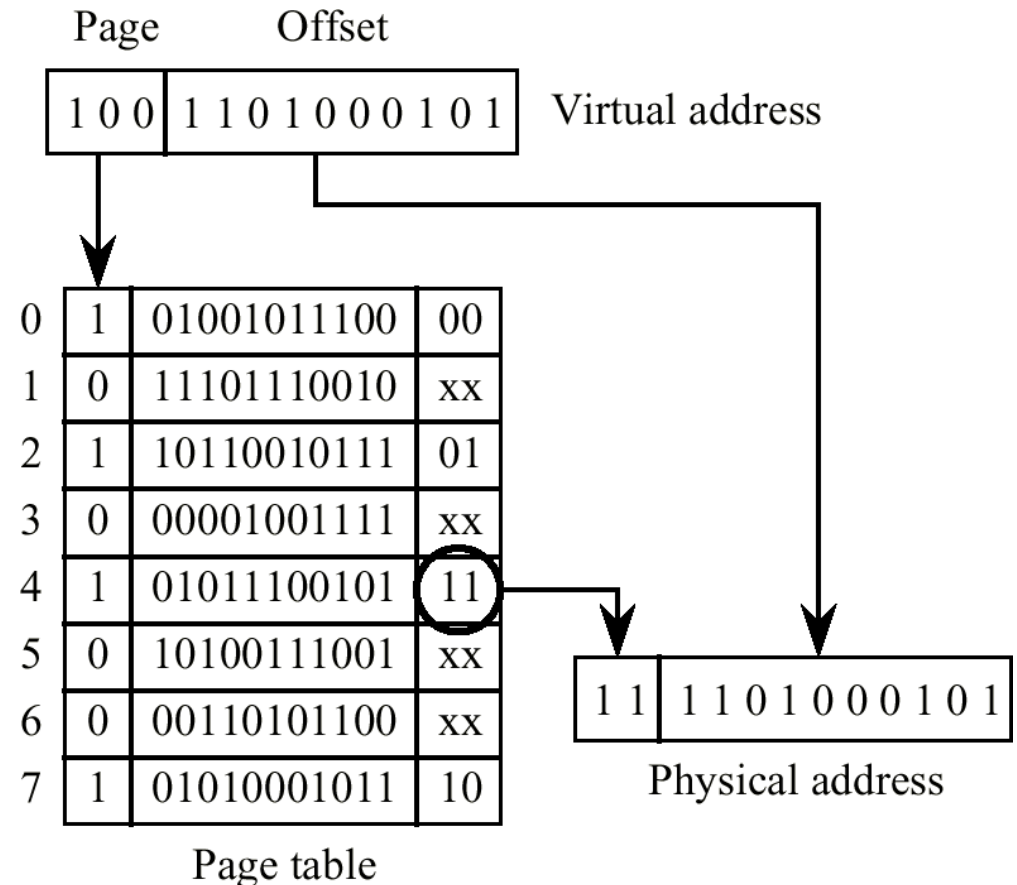 Page Offset
1 0 0 1 1 0 1 0 0 0 1 0 1 Virtual address
0 1 01001011100 00
1 0 11101110010 xx
2 1 10110010111 01
3 0 00001001111 xx
4 1 01011100101 11
5 0 10100111001 xx
6 0 00110101100 xx
7 1 01010001011 10
Page table
1 1 1 1 0 1 0 0 0 1 0 1
Physical address